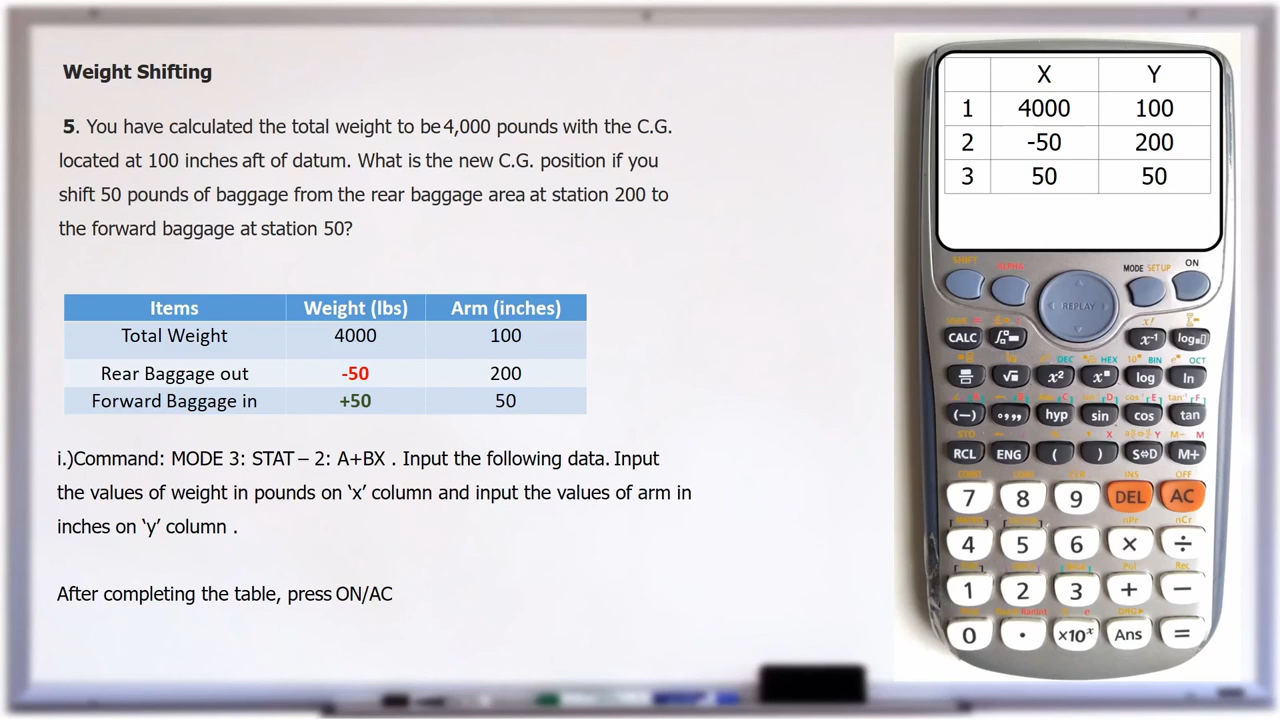 Weight Shifting
5. You have calculated the total weight to be 4,000 pounds with the C.G.
located at 100 inches aft of datum. What is the new C.G. position if you
shift 50 pounds of baggage from the rear baggage area at station 200 to
the forward baggage at station 50?
Items Weight (lbs) Arm (inches)
Total Weight 4000 100
Rear Baggage out -50 200
Forward Baggage in +50 50
i.)Command: MODE 3: STAT – 2: A+BX . Input the following data. Input
the values of weight in pounds on ‘x’ column and input the values of arm in
inches on ‘y’ column .
After completing the table, press ON/AC
X Y
1 4000 100
2 -50 200
3 50 50
SHIFT ALPHA MODE SETUP ON
REPLAY
x!
CALC x⁻¹ log
DEC HEX 10 BIN e OCT
√ x² x log ln
(−) hyp sin cos tan
STO M− M
RCL ENG ( ) S⇔D M+
INS OFF
7 8 9 DEL AC
nPr nCr
4 5 6 × ÷
Pol Rec
1 2 3 + −
RanInt e DRG▶
0 . ×10ˣ Ans =